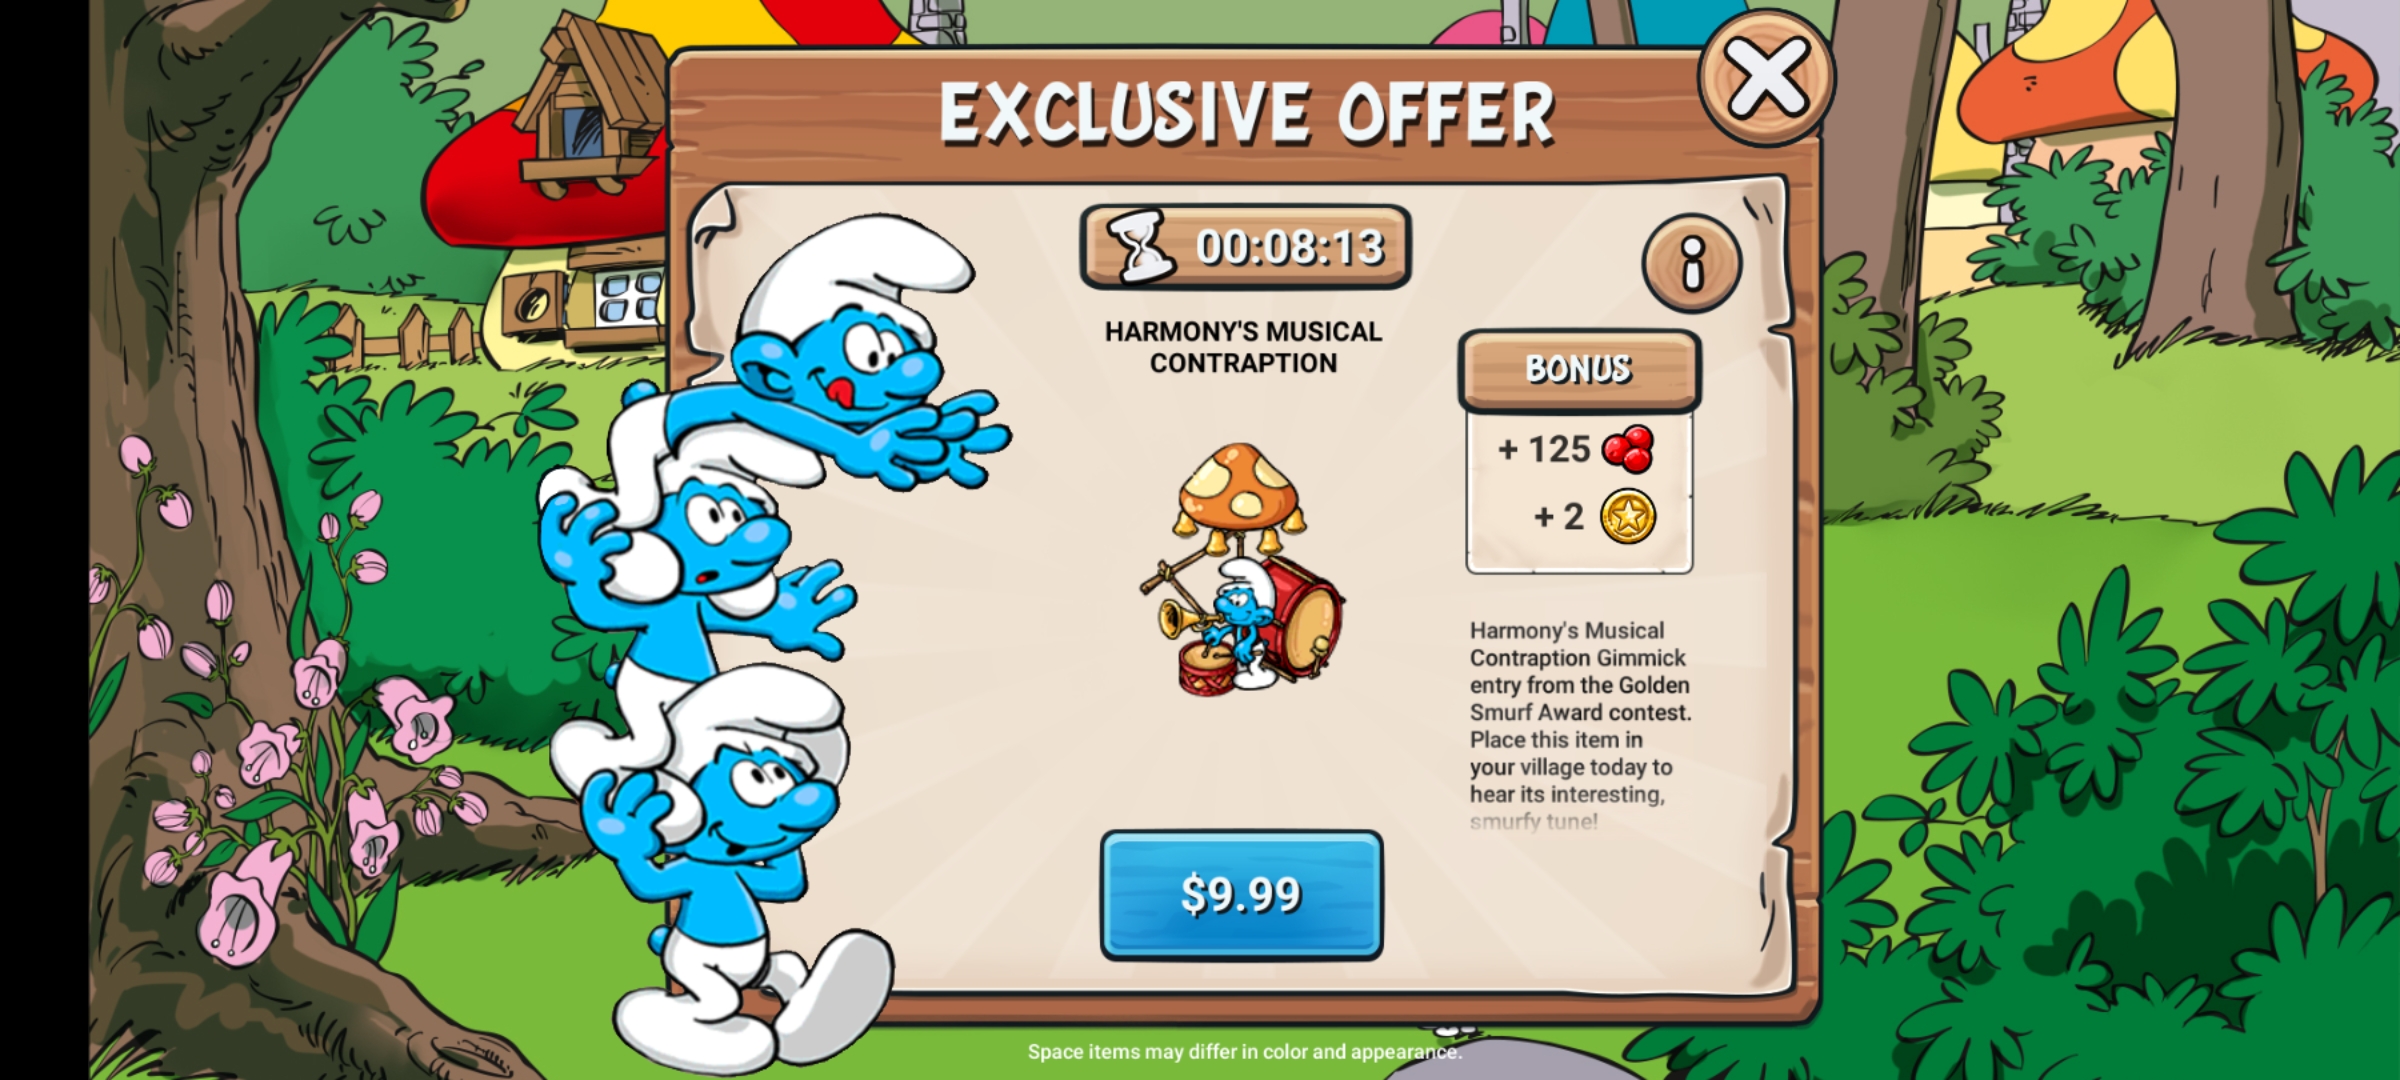 EXCLUSIVE OFFER
00:08:13
HARMONY'S MUSICAL
CONTRAPTION
BONUS
+ 125
+ 2
Harmony's Musical
Contraption Gimmick
entry from the Golden
Smurf Award contest.
Place this item in
your village today to
hear its interesting,
smurfy tune!
$9.99
Space items may differ in color and appearance.